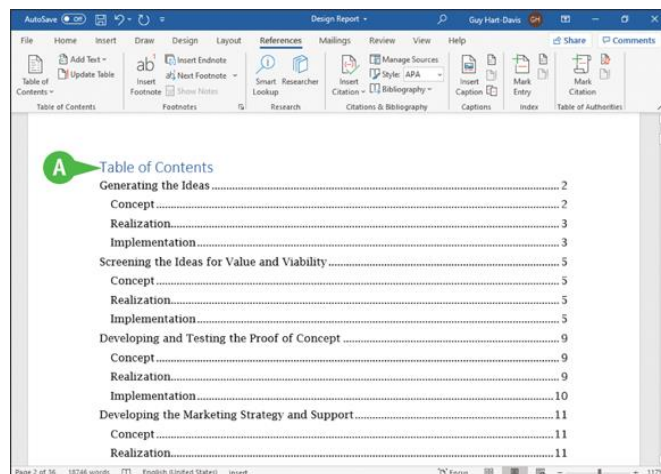 AutoSave Off Design Report Guy Hart-Davis GH
File Home Insert Draw Design Layout References Mailings Review View Help Share Comments
Table of Contents Add Text Update Table ab Insert Footnote Insert Endnote Next Footnote Show Notes Smart Lookup Researcher Insert Citation Manage Sources Style: APA Bibliography Insert Caption Mark Entry Mark Citation
Table of Contents Footnotes Research Citations & Bibliography Captions Index Table of Authorities
A Table of Contents
Generating the Ideas ........ 2
Concept ........ 2
Realization ........ 3
Implementation ........ 3
Screening the Ideas for Value and Viability ........ 5
Concept ........ 5
Realization ........ 5
Implementation ........ 5
Developing and Testing the Proof of Concept ........ 9
Concept ........ 9
Realization ........ 9
Implementation ........ 10
Developing the Marketing Strategy and Support ........ 11
Concept ........ 11
Realization ........ 11
Page 2 of 36 18746 words English (United States) Insert Focus